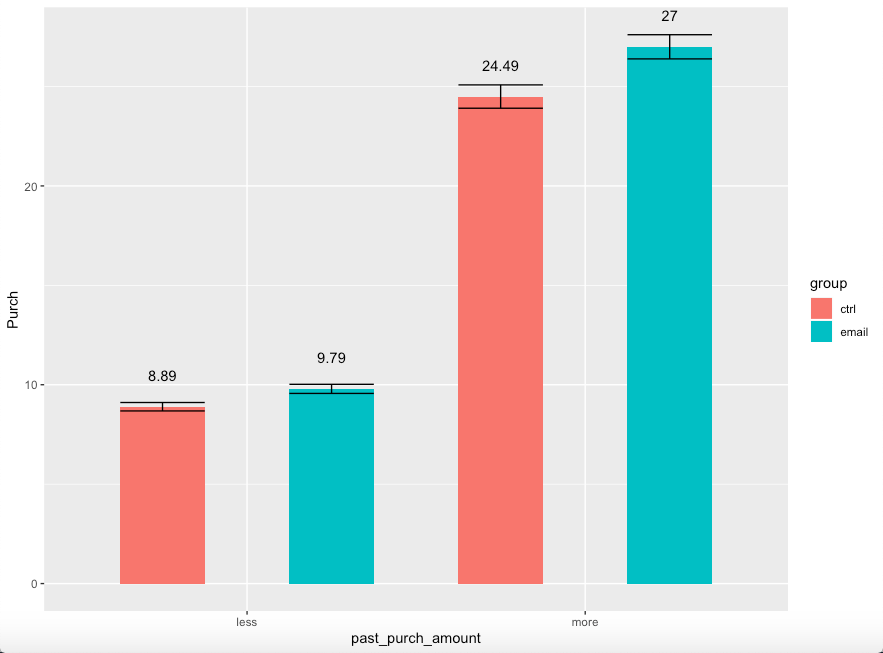 27
24.49
20
Purch
9.79
8.89
10
0
less
more
past_purch_amount
group
ctrl
email